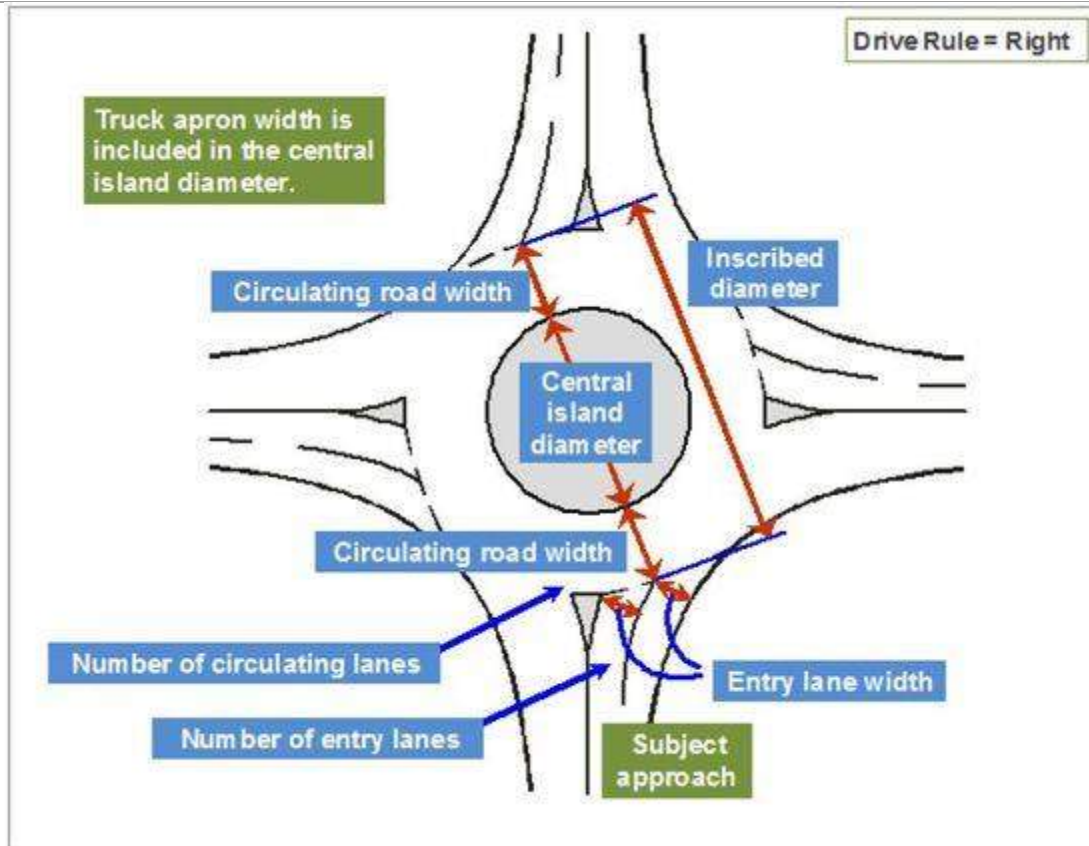 Drive Rule = Right
Truck apron width is
included in the central
island diameter.
Inscribed
diameter
Circulating road width
Central
island
diameter
Circulating road width
Number of circulating lanes
Entry lane width
Number of entry lanes
Subject
approach